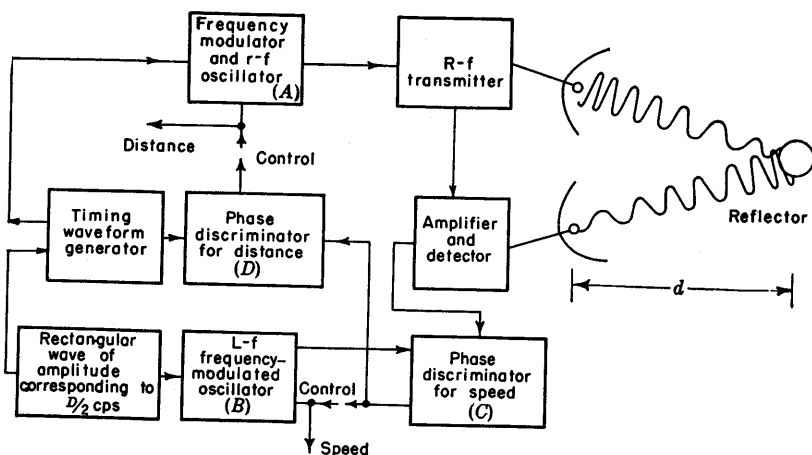 Frequency
modulator
and r-f
oscillator
(A)
R-f
transmitter
Distance
Control
Timing
waveform
generator
Phase
discriminator
for distance
(D)
Amplifier
and
detector
Reflector
d
Rectangular
wave of
amplitude
corresponding to
D/2 cps
L-f
frequency-
modulated
oscillator
(B)
Control
Phase
discriminator
for speed
(C)
Speed